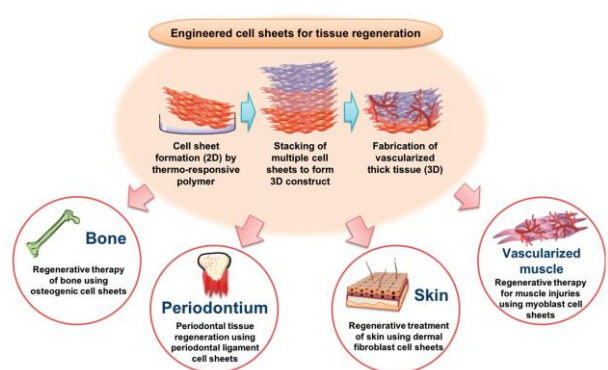 Engineered cell sheets for tissue regeneration
Cell sheet
formation (2D) by
thermo-responsive
polymer
Stacking of
multiple cell
sheets to form
3D construct
Fabrication of
vascularized
thick tissue (3D)
Bone
Regenerative therapy
of bone using
osteogenic cell sheets
Periodontium
Periodontal tissue
regeneration using
periodontal ligament
cell sheets
Skin
Regenerative treatment
of skin using dermal
fibroblast cell sheets
Vascularized
muscle
Regenerative therapy
for muscle injuries
using myoblast cell
sheets